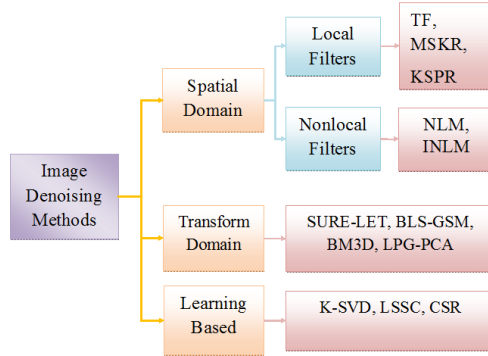 Image
Denoising
Methods
Spatial
Domain
Local
Filters
TF,
MSKR,
KSPR
Nonlocal
Filters
NLM,
INLM
Transform
Domain
SURE-LET, BLS-GSM,
BM3D, LPG-PCA
Learning
Based
K-SVD, LSSC, CSR